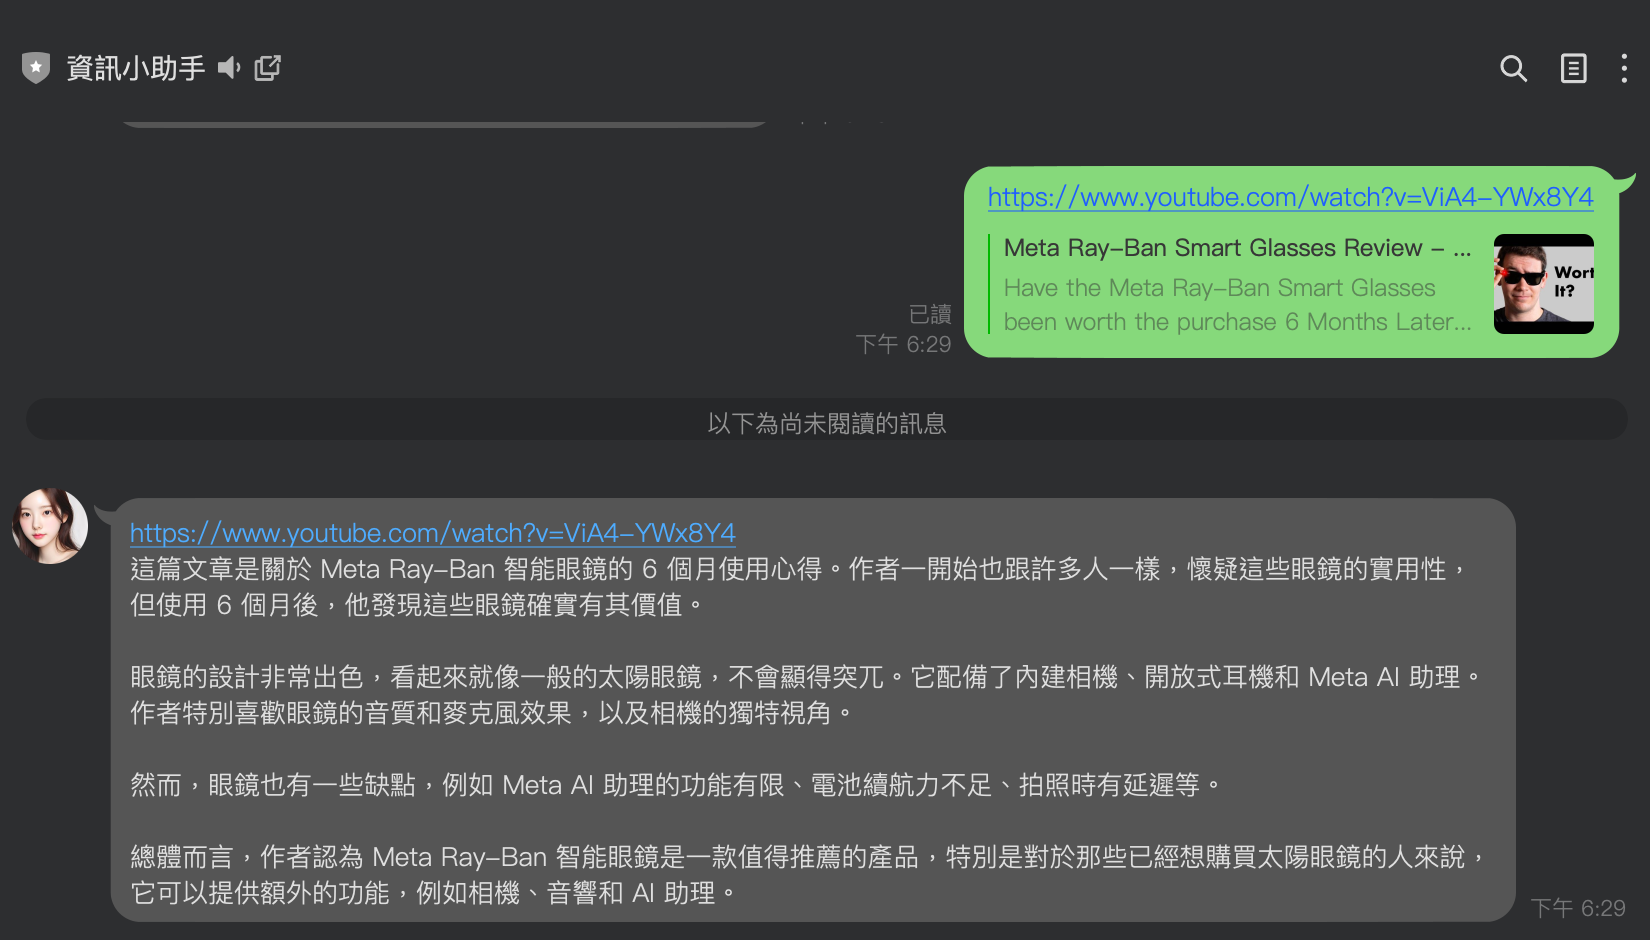 資訊小助手
https://www.youtube.com/watch?v=ViA4-YWx8Y4
Meta Ray-Ban Smart Glasses Review - ...
Have the Meta Ray-Ban Smart Glasses
been worth the purchase 6 Months Later...
Wort
It?
已讀
下午 6:29
以下為尚未閱讀的訊息
https://www.youtube.com/watch?v=ViA4-YWx8Y4
這篇文章是關於 Meta Ray-Ban 智能眼鏡的 6 個月使用心得。作者一開始也跟許多人一樣，懷疑這些眼鏡的實用性，
但使用 6 個月後，他發現這些眼鏡確實有其價值。
眼鏡的設計非常出色，看起來就像一般的太陽眼鏡，不會顯得突兀。它配備了內建相機、開放式耳機和 Meta AI 助理。
作者特別喜歡眼鏡的音質和麥克風效果，以及相機的獨特視角。
然而，眼鏡也有一些缺點，例如 Meta AI 助理的功能有限、電池續航力不足、拍照時有延遲等。
總體而言，作者認為 Meta Ray-Ban 智能眼鏡是一款值得推薦的產品，特別是對於那些已經想購買太陽眼鏡的人來說，
它可以提供額外的功能，例如相機、音響和 AI 助理。
下午 6:29